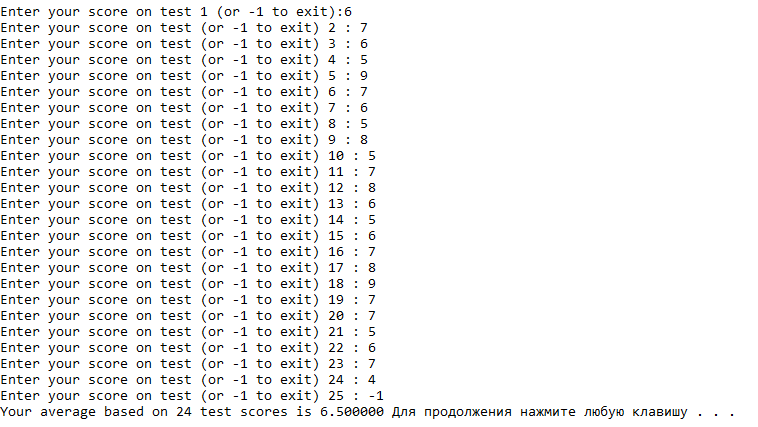 Enter your score on test 1 (or -1 to exit):6
Enter your score on test (or -1 to exit) 2 : 7
Enter your score on test (or -1 to exit) 3 : 6
Enter your score on test (or -1 to exit) 4 : 5
Enter your score on test (or -1 to exit) 5 : 9
Enter your score on test (or -1 to exit) 6 : 7
Enter your score on test (or -1 to exit) 7 : 6
Enter your score on test (or -1 to exit) 8 : 5
Enter your score on test (or -1 to exit) 9 : 8
Enter your score on test (or -1 to exit) 10 : 5
Enter your score on test (or -1 to exit) 11 : 7
Enter your score on test (or -1 to exit) 12 : 8
Enter your score on test (or -1 to exit) 13 : 6
Enter your score on test (or -1 to exit) 14 : 5
Enter your score on test (or -1 to exit) 15 : 6
Enter your score on test (or -1 to exit) 16 : 7
Enter your score on test (or -1 to exit) 17 : 8
Enter your score on test (or -1 to exit) 18 : 9
Enter your score on test (or -1 to exit) 19 : 7
Enter your score on test (or -1 to exit) 20 : 7
Enter your score on test (or -1 to exit) 21 : 5
Enter your score on test (or -1 to exit) 22 : 6
Enter your score on test (or -1 to exit) 23 : 7
Enter your score on test (or -1 to exit) 24 : 4
Enter your score on test (or -1 to exit) 25 : -1
Your average based on 24 test scores is 6.500000 Для продолжения нажмите любую клавишу . . .